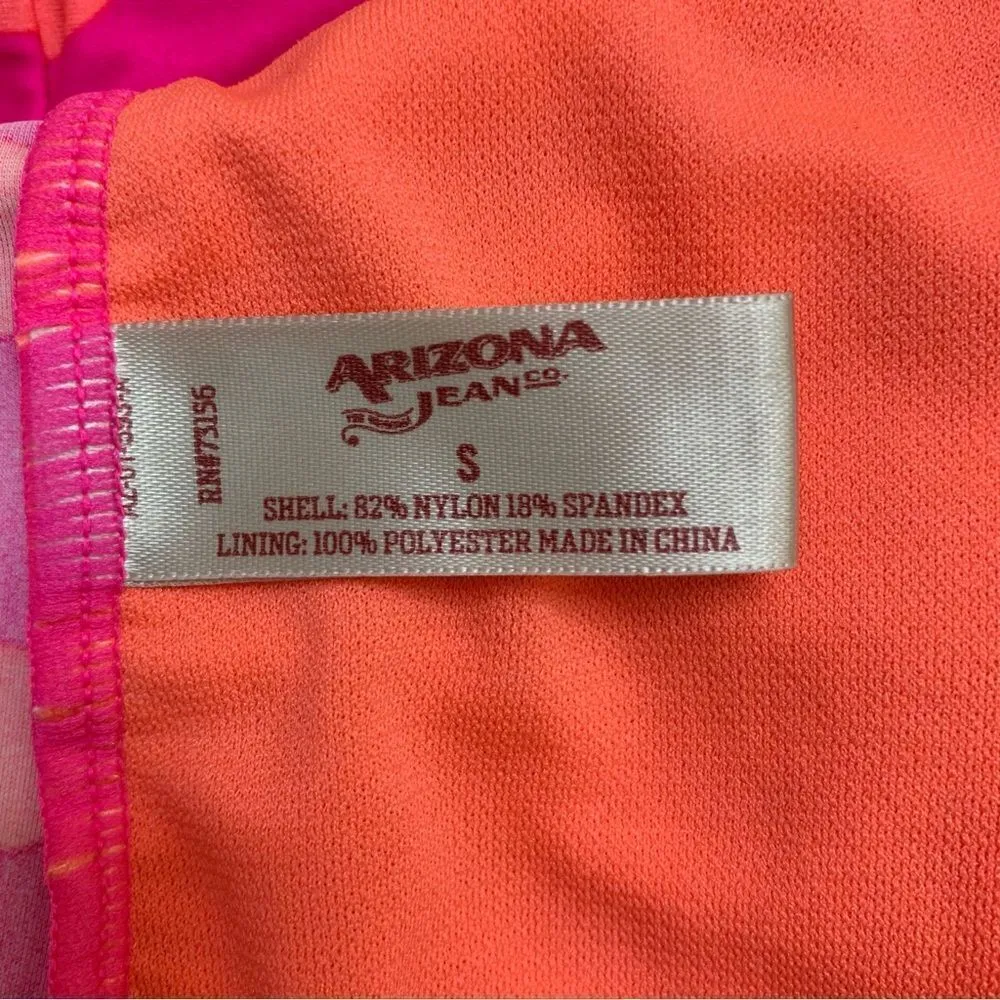 ARIZONA
JEAN CO.
S
SHELL: 82% NYLON 18% SPANDEX
LINING: 100% POLYESTER MADE IN CHINA
RN#73156